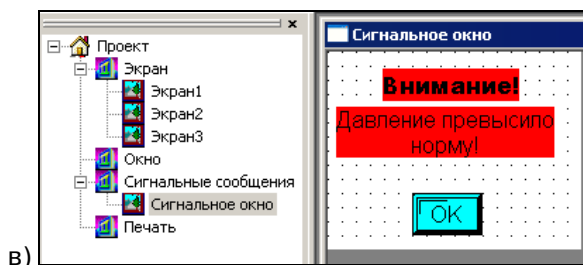 Проект
Экран
Экран1
Экран2
Экран3
Окно
Сигнальные сообщения
Сигнальное окно
Печать
Сигнальное окно
Внимание!
Давление превысило
норму!
OK
в)